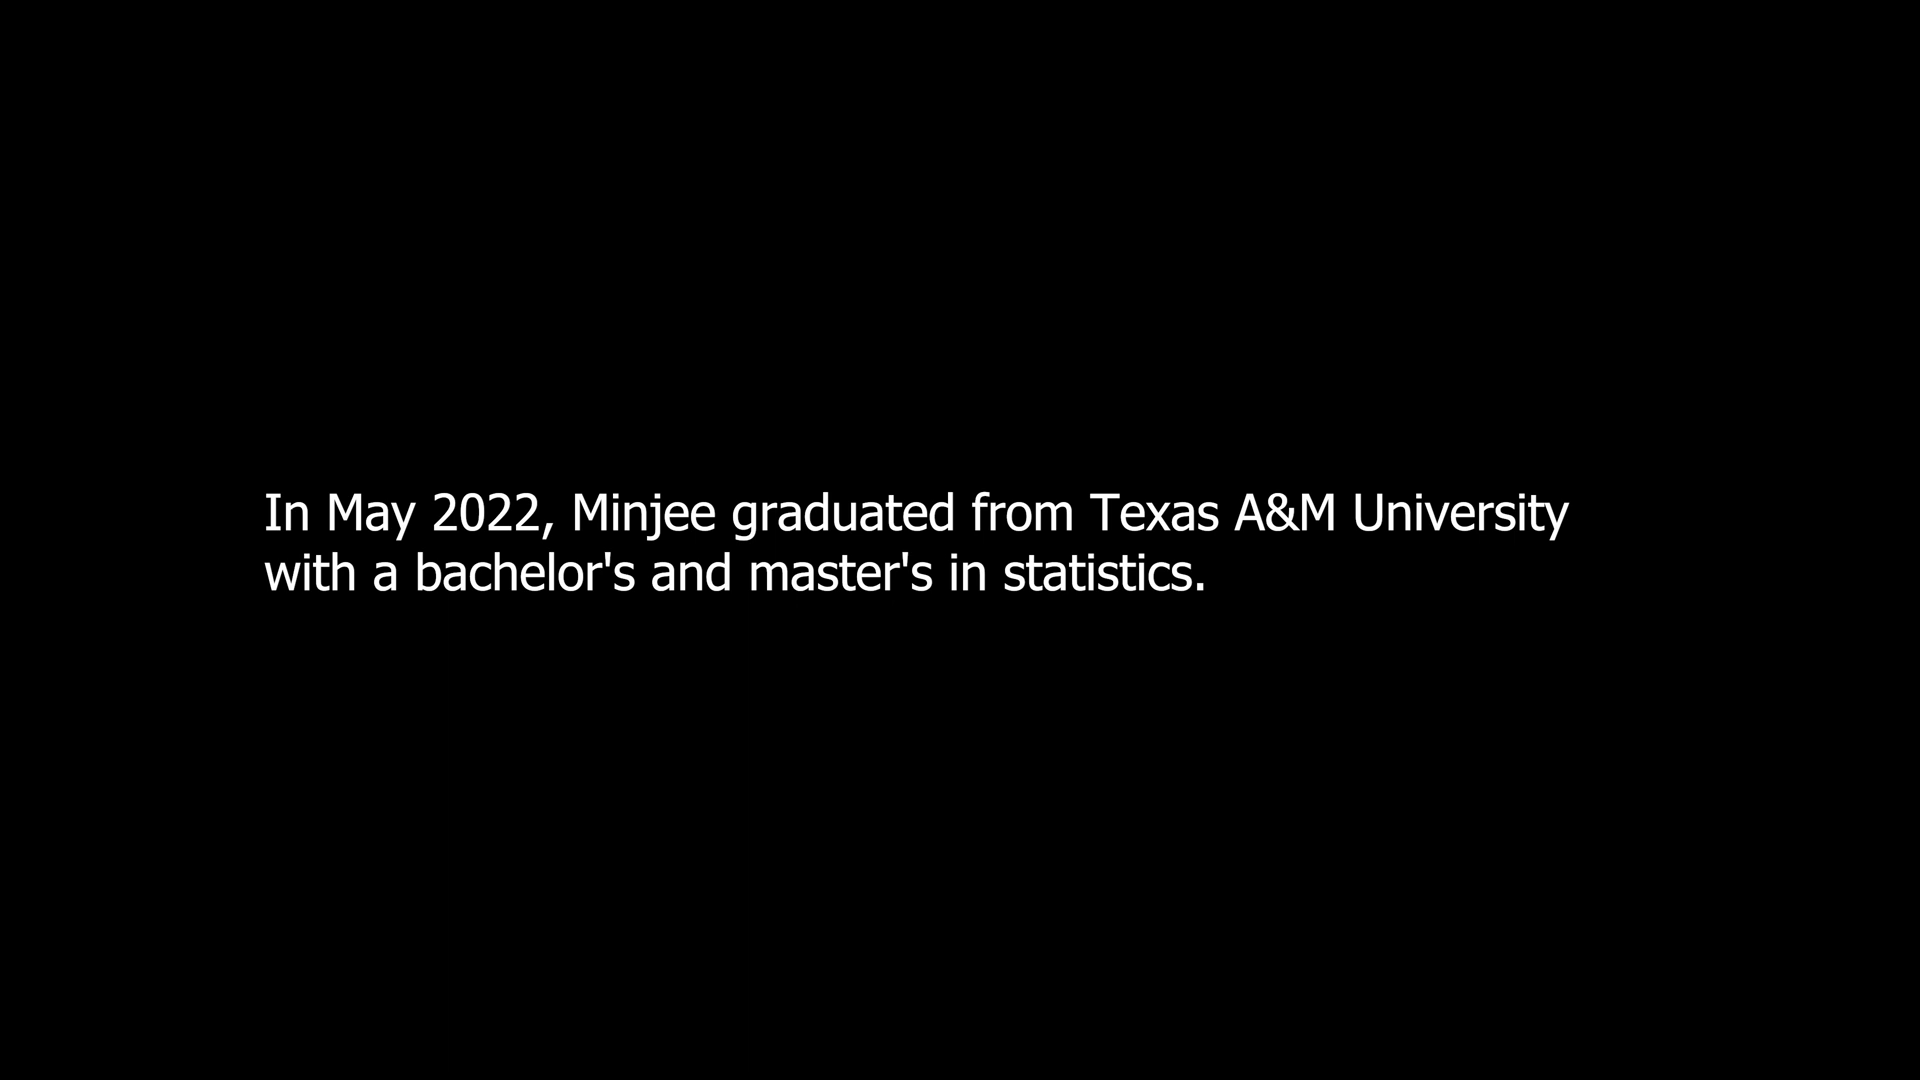 In May 2022, Minjee graduated from Texas A&M University
with a bachelor's and master's in statistics.